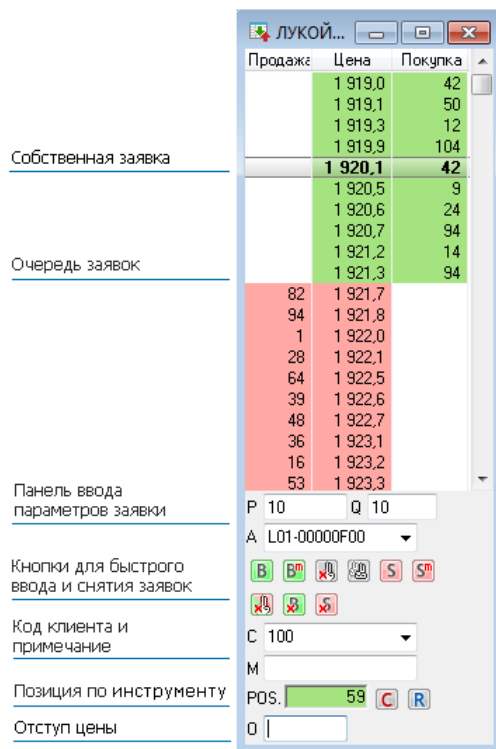 ЛУКОЙ...
Продажа Цена Покупка
1 919,0 42
1 919,1 50
1 919,3 12
1 919,9 104
Собственная заявка
1 920,1 42
1 920,5 9
1 920,6 24
1 920,7 94
1 921,2 14
Очередь заявок
1 921,3 94
82 1 921,7
94 1 921,8
1 1 922,0
28 1 922,1
64 1 922,5
39 1 922,6
48 1 922,7
36 1 923,1
16 1 923,2
53 1 923,3
Панель ввода
параметров заявки
P 10 Q 10
A L01-00000F00
Кнопки для быстрого
ввода и снятия заявок
B Bm S Sm
B S
Код клиента и
примечание
C 100
M
Позиция по инструменту
POS. 59 C R
Отступ цены
O